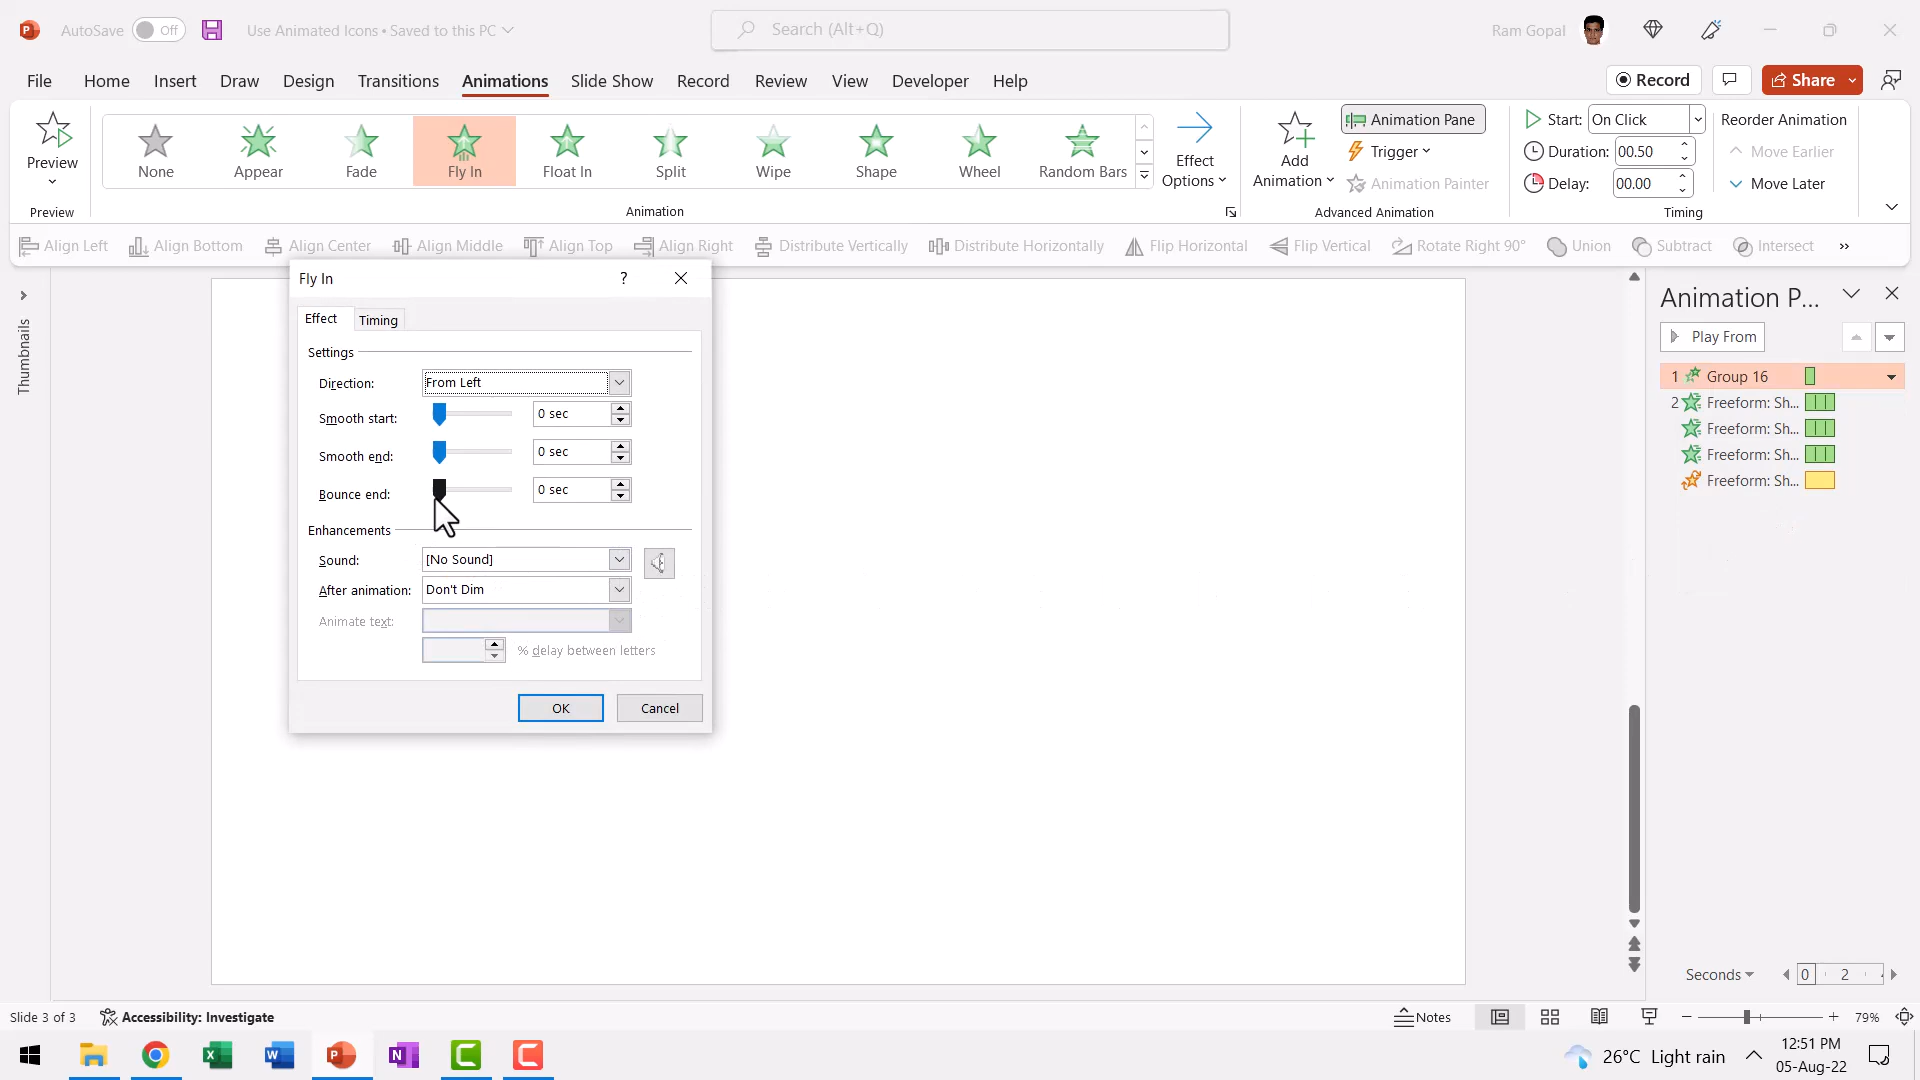 AutoSave Off Use Animated Icons • Saved to this PC Search (Alt+Q) Ram Gopal
File Home Insert Draw Design Transitions Animations Slide Show Record Review View Developer Help Record Share
Preview None Appear Fade Fly In Float In Split Wipe Shape Wheel Random Bars Effect Options Add Animation Animation Pane Trigger Animation Painter Start: On Click Duration: 00.50 Delay: 00.00 Reorder Animation Move Earlier Move Later
Preview Animation Advanced Animation Timing
Align Left Align Bottom Align Center Align Middle Align Top Align Right Distribute Vertically Distribute Horizontally Flip Horizontal Flip Vertical Rotate Right 90° Union Subtract Intersect »
Thumbnails
Fly In ? 
Effect Timing
Settings
Direction: From Left
Smooth start: 0 sec
Smooth end: 0 sec
Bounce end: 0 sec
Enhancements
Sound: [No Sound]
After animation: Don't Dim
Animate text:
% delay between letters
OK Cancel
Animation P...
Play From
1 Group 16
2 Freeform: Sh...
Freeform: Sh...
Freeform: Sh...
Freeform: Sh...
Seconds 0 2
Slide 3 of 3 Accessibility: Investigate Notes 79%
26°C Light rain 12:51 PM
05-Aug-22